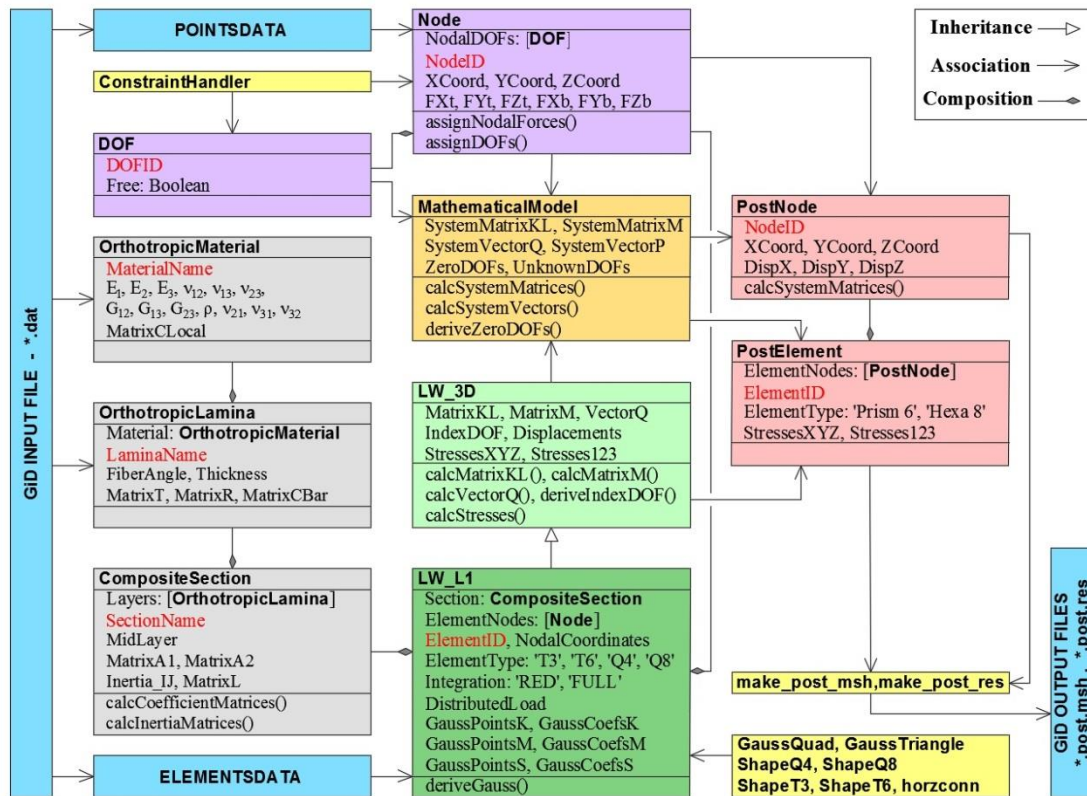 GiD INPUT FILE - *.dat
POINTSDATA
ConstraintHandler
DOF
DOFID
Free: Boolean
OrthotropicMaterial
MaterialName
E₁, E₂, E₃, ν₁₂, ν₁₃, ν₂₃,
G₁₂, G₁₃, G₂₃, ρ, ν₂₁, ν₃₁, ν₃₂
MatrixCLocal
OrthotropicLamina
Material: OrthotropicMaterial
LaminaName
FiberAngle, Thickness
MatrixT, MatrixR, MatrixCBar
CompositeSection
Layers: [OrthotropicLamina]
SectionName
MidLayer
MatrixA1, MatrixA2
Inertia_IJ, MatrixL
calcCoefficientMatrices()
calcInertiaMatrices()
ELEMENTSDATA
Node
NodalDOFs: [DOF]
NodeID
XCoord, YCoord, ZCoord
FXt, FYt, FZt, FXb, FYb, FZb
assignNodalForces()
assignDOFs()
MathematicalModel
SystemMatrixKL, SystemMatrixM
SystemVectorQ, SystemVectorP
ZeroDOFs, UnknownDOFs
calcSystemMatrices()
calcSystemVectors()
deriveZeroDOFs()
LW_3D
MatrixKL, MatrixM, VectorQ
IndexDOF, Displacements
StressesXYZ, Stresses123
calcMatrixKL(), calcMatrixM()
calcVectorQ(), deriveIndexDOF()
calcStresses()
LW_L1
Section: CompositeSection
ElementNodes: [Node]
ElementID, NodalCoordinates
ElementType: 'T3', 'T6', 'Q4', 'Q8'
Integration: 'RED', 'FULL'
DistributedLoad
GaussPointsK, GaussCoefsK
GaussPointsM, GaussCoefsM
GaussPointsS, GaussCoefsS
deriveGauss()
Inheritance
Association
Composition
PostNode
NodeID
XCoord, YCoord, ZCoord
DispX, DispY, DispZ
calcSystemMatrices()
PostElement
ElementNodes: [PostNode]
ElementID
ElementType: 'Prism 6', 'Hexa 8'
StressesXYZ, Stresses123
make_post_msh,make_post_res
GaussQuad, GaussTriangle
ShapeQ4, ShapeQ8
ShapeT3, ShapeT6, horzconn
GiD OUTPUT FILES
*.post.msh , *.post.res